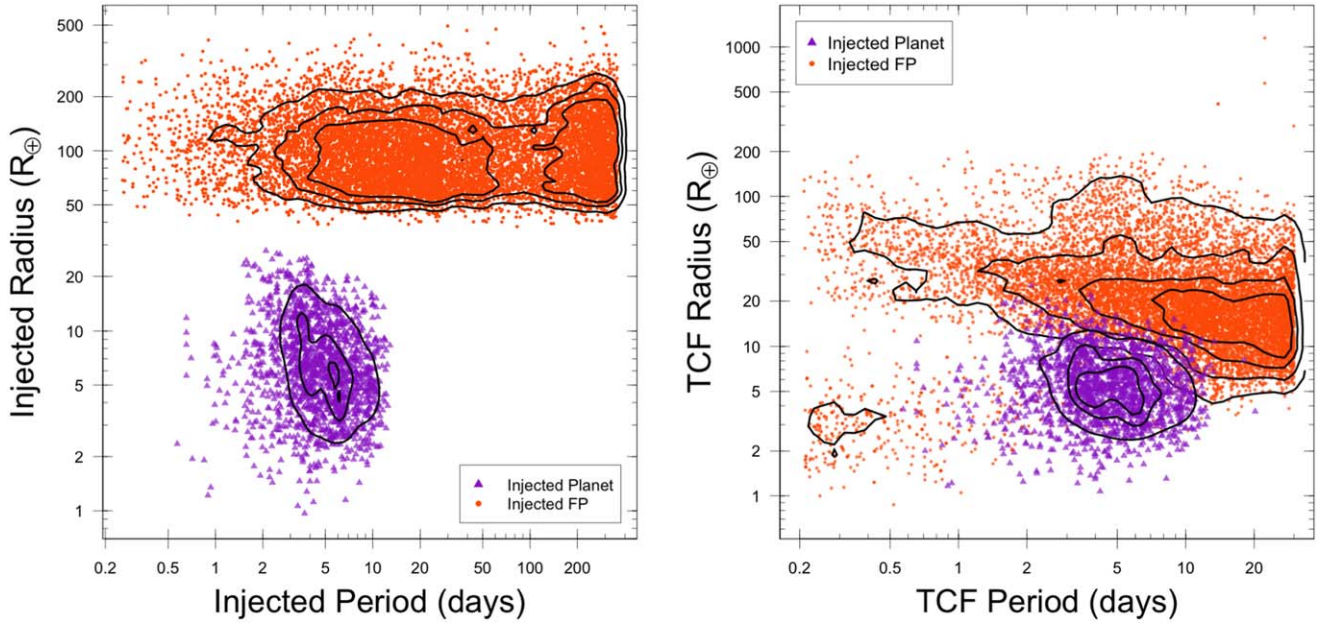 500
200
100
50
20
10
5
2
1
Injected Radius (R⊕)
Injected Planet
Injected FP
0.2 0.5 1 2 5 10 20 50 100 200
Injected Period (days)
1000
500
200
100
50
20
10
5
2
1
TCF Radius (R⊕)
Injected Planet
Injected FP
0.2 0.5 1 2 5 10 20
TCF Period (days)